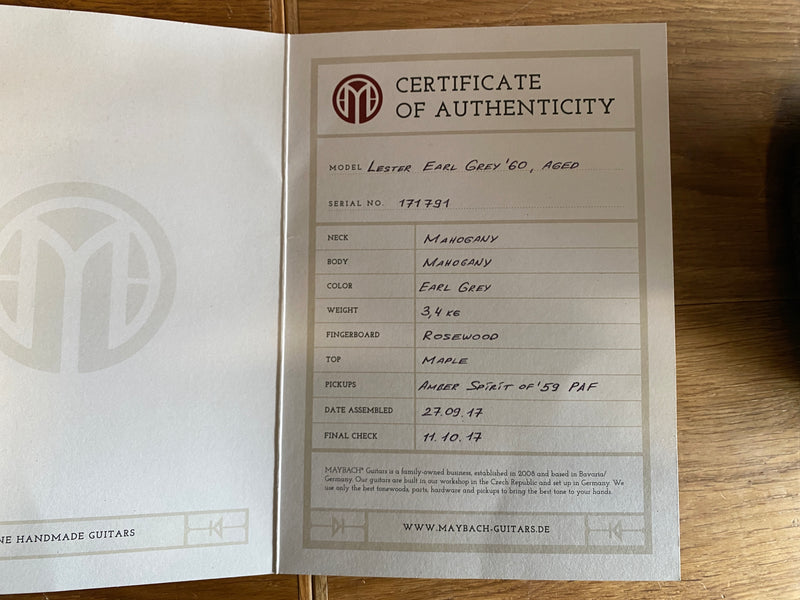 CERTIFICATE
OF AUTHENTICITY
MODEL LESTER EARL GREY '60, AGED
SERIAL NO. 171791
NECK MAHOGANY
BODY MAHOGANY
COLOR EARL GREY
WEIGHT 3,4 KG
FINGERBOARD ROSEWOOD
TOP MAPLE
PICKUPS AMBER SPIRIT OF '59 PAF
DATE ASSEMBLED 27.09.17
FINAL CHECK 11.10.17
MAYBACH® Guitars is a family-owned business, established in 2008 and based in Bavaria/
Germany. Our guitars are built in our workshop in the Czech Republic and set up in Germany. We
use only the best tonewoods, parts, hardware and pickups to bring the best tone to your hands.
WWW.MAYBACH-GUITARS.DE
NE HANDMADE GUITARS